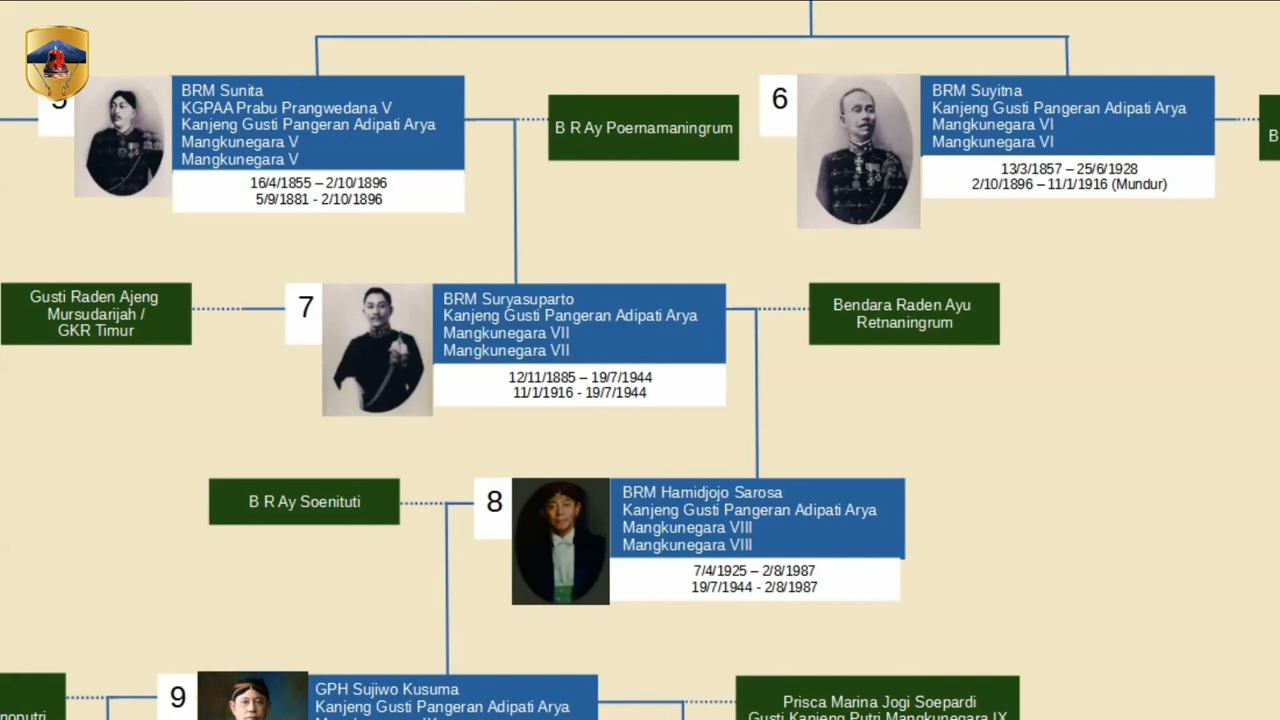 5
BRM Sunita
KGPAA Prabu Prangwedana V
Kanjeng Gusti Pangeran Adipati Arya
Mangkunegara V
Mangkunegara V
16/4/1855 – 2/10/1896
5/9/1881 - 2/10/1896
B R Ay Poernamaningrum
6
BRM Suyitna
Kanjeng Gusti Pangeran Adipati Arya
Mangkunegara VI
Mangkunegara VI
13/3/1857 – 25/6/1928
2/10/1896 – 11/1/1916 (Mundur)
B
Gusti Raden Ajeng
Mursudarijah /
GKR Timur
7
BRM Suryasuparto
Kanjeng Gusti Pangeran Adipati Arya
Mangkunegara VII
Mangkunegara VII
12/11/1885 – 19/7/1944
11/1/1916 - 19/7/1944
Bendara Raden Ayu
Retnaningrum
B R Ay Soenituti
8
BRM Hamidjojo Sarosa
Kanjeng Gusti Pangeran Adipati Arya
Mangkunegara VIII
Mangkunegara VIII
7/4/1925 – 2/8/1987
19/7/1944 - 2/8/1987
9
GPH Sujiwo Kusuma
Kanjeng Gusti Pangeran Adipati Arya
Prisca Marina Jogi Soepardi
Gusti Kanjeng Putri Mangkunegara IX